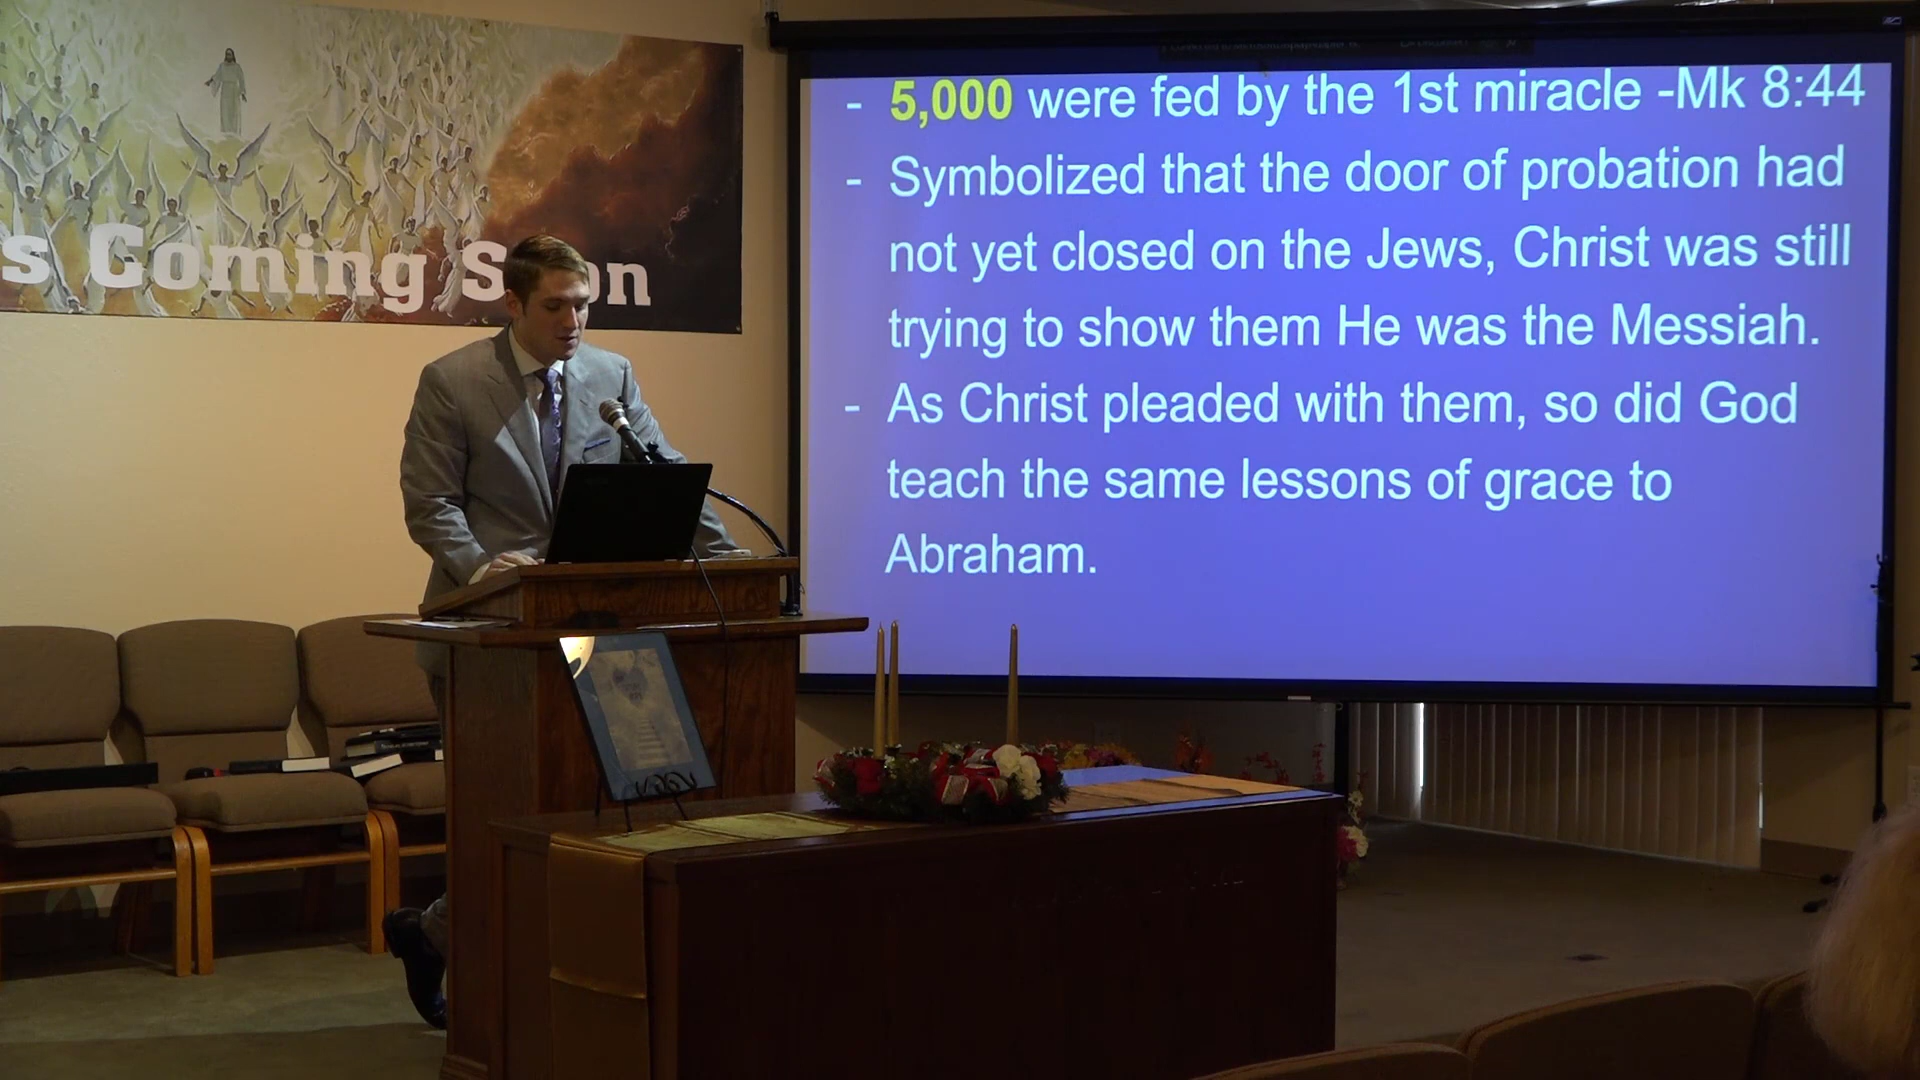 s Coming S on
- 5,000 were fed by the 1st miracle -Mk 8:44
- Symbolized that the door of probation had
not yet closed on the Jews, Christ was still
trying to show them He was the Messiah.
- As Christ pleaded with them, so did God
teach the same lessons of grace to
Abraham.